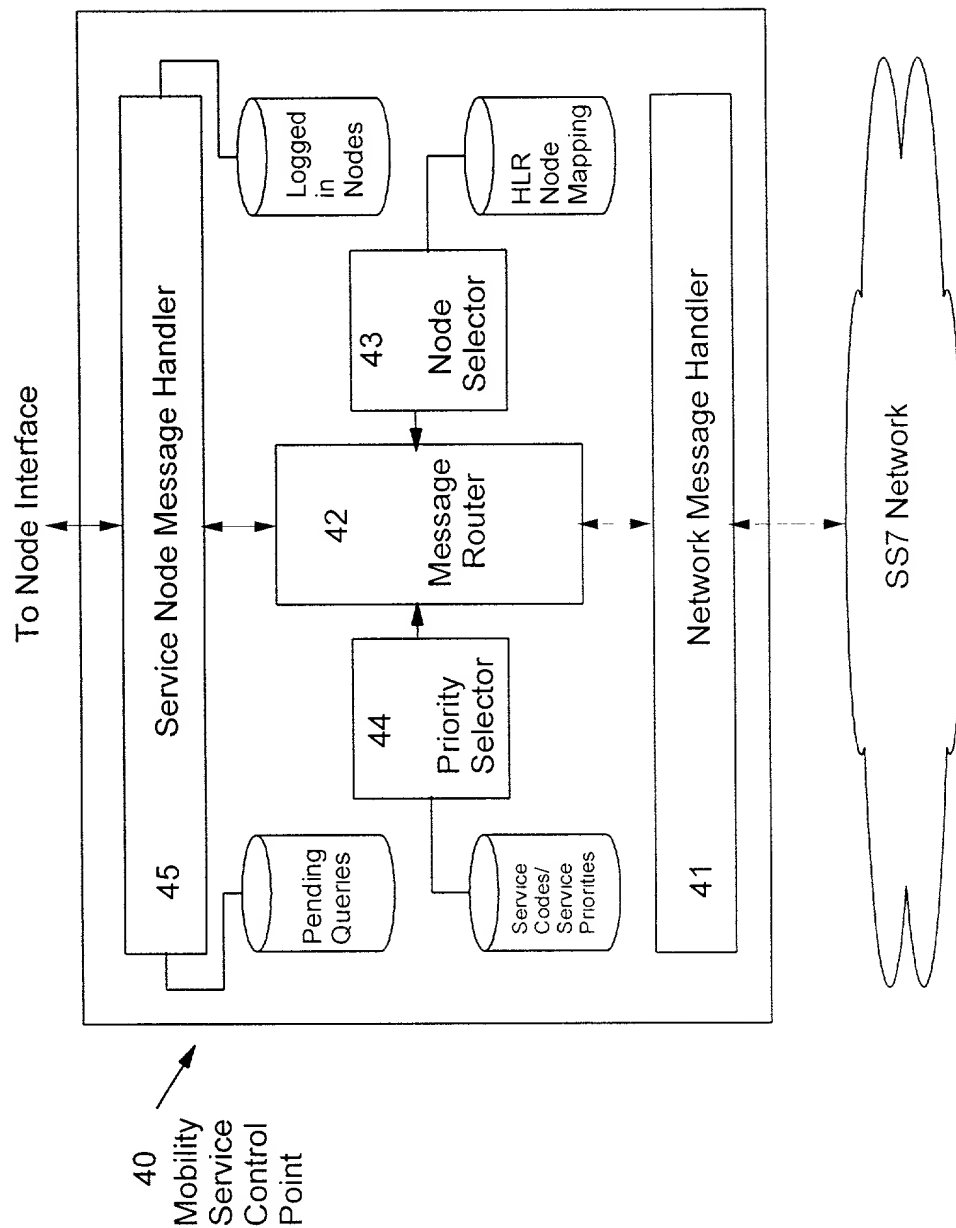 To Node Interface
45
Service Node Message Handler
Pending
Queries
Logged
in
Nodes
44
Priority
Selector
42
Message
Router
43
Node
Selector
Service
Codes/
Service
Priorities
HLR
Node
Mapping
41
Network Message Handler
SS7 Network
40
Mobility
Service
Control
Point